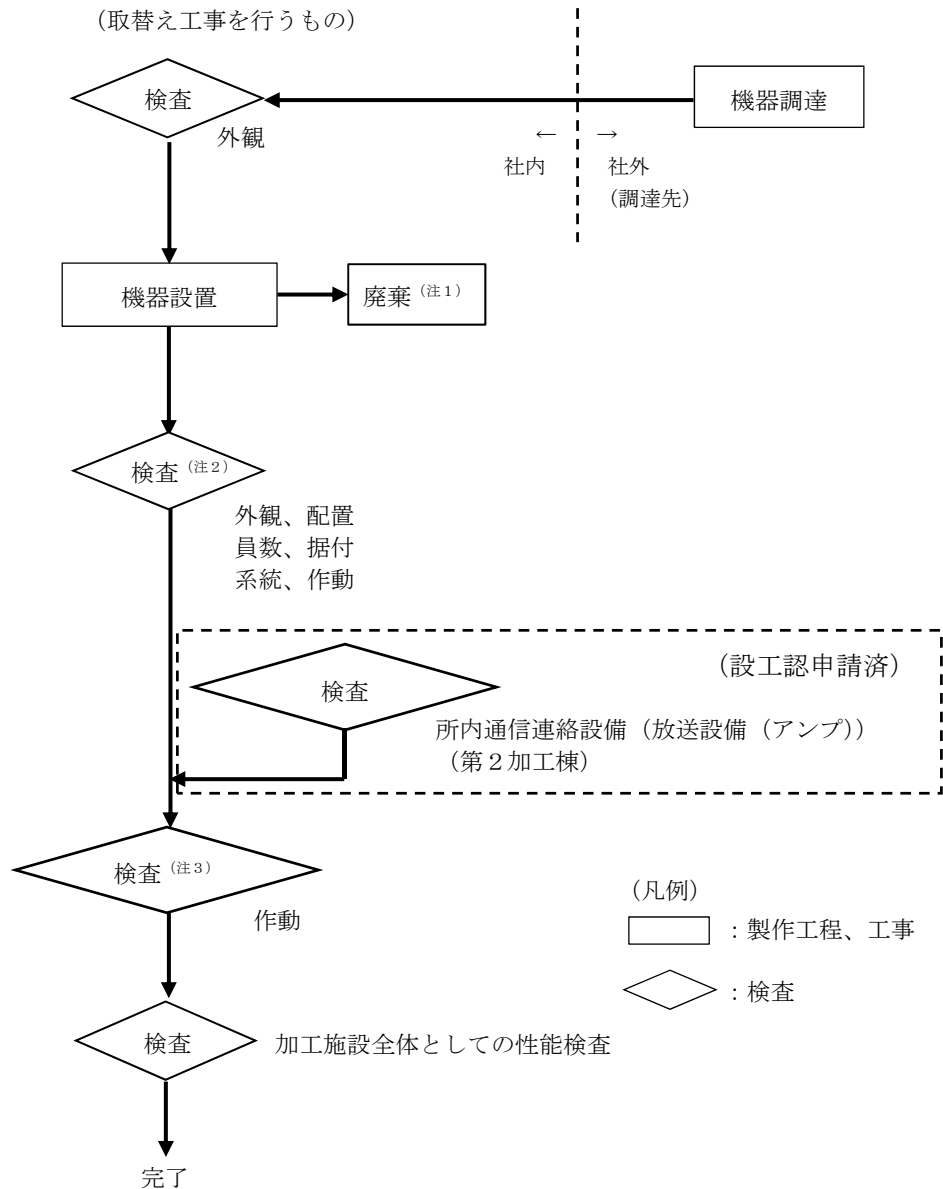 （取替え工事を行うもの）
検査
機器調達
外観
← →
社内 社外
（調達先）
機器設置
廃棄（注１）
検査（注２）
外観、配置
員数、据付
系統、作動
（設工認申請済）
検査
所内通信連絡設備（放送設備（アンプ））
（第２加工棟）
検査（注３）
作動
（凡例）
：製作工程、工事
：検査
検査
加工施設全体としての性能検査
完了